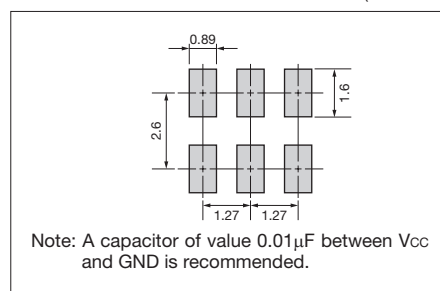 0.89
1.6
2.6
1.27 1.27
Note: A capacitor of value 0.01µF between Vcc
and GND is recommended.